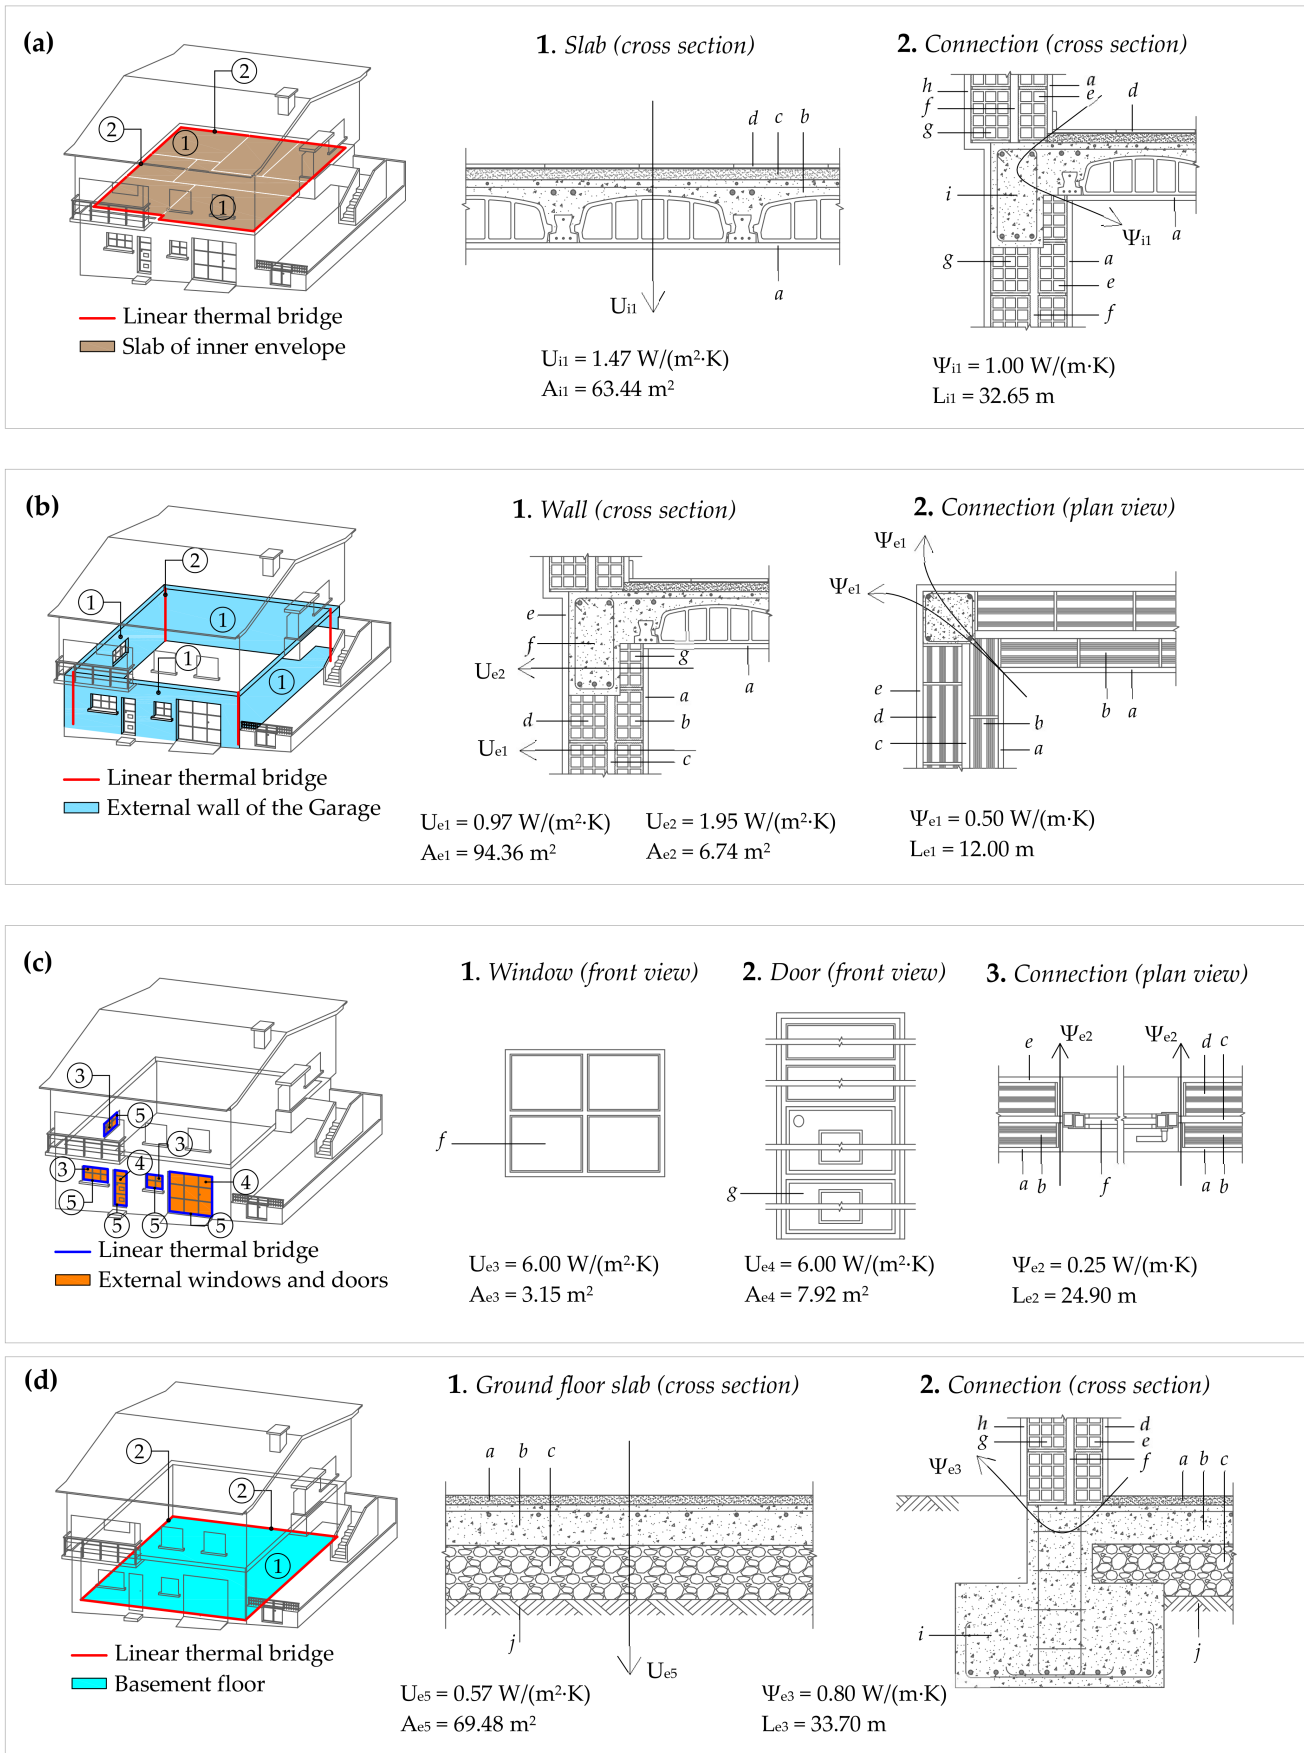 (a)
1. Slab (cross section)
2. Connection (cross section)
2
2
1
1
Linear thermal bridge
Slab of inner envelope
d c b
a
Ui1
Ui1 = 1.47 W/(m²·K)
Ai1 = 63.44 m²
h
f
g
a
e
d
i
Ψi1
a
g
a
e
f
Ψi1 = 1.00 W/(m·K)
Li1 = 32.65 m
(b)
1. Wall (cross section)
2. Connection (plan view)
2
1
1
1
1
Linear thermal bridge
External wall of the Garage
e
f
Ue2
g
a
a
d
b
Ue1
c
Ue1 = 0.97 W/(m²·K)
Ae1 = 94.36 m²
Ue2 = 1.95 W/(m²·K)
Ae2 = 6.74 m²
Ψe1
Ψe1
e
d
c
b
a
b a
Ψe1 = 0.50 W/(m·K)
Le1 = 12.00 m
(c)
1. Window (front view)
2. Door (front view)
3. Connection (plan view)
3
5
3
3
4
4
5
5
5
5
Linear thermal bridge
External windows and doors
f
Ue3 = 6.00 W/(m²·K)
Ae3 = 3.15 m²
g
Ue4 = 6.00 W/(m²·K)
Ae4 = 7.92 m²
e
Ψe2
Ψe2
d c
a b f a b
Ψe2 = 0.25 W/(m·K)
Le2 = 24.90 m
(d)
1. Ground floor slab (cross section)
2. Connection (cross section)
2
2
1
Linear thermal bridge
Basement floor
a b c
j
Ue5
Ue5 = 0.57 W/(m²·K)
Ae5 = 69.48 m²
h
g
d
e
f
Ψe3
a b c
i
j
Ψe3 = 0.80 W/(m·K)
Le3 = 33.70 m